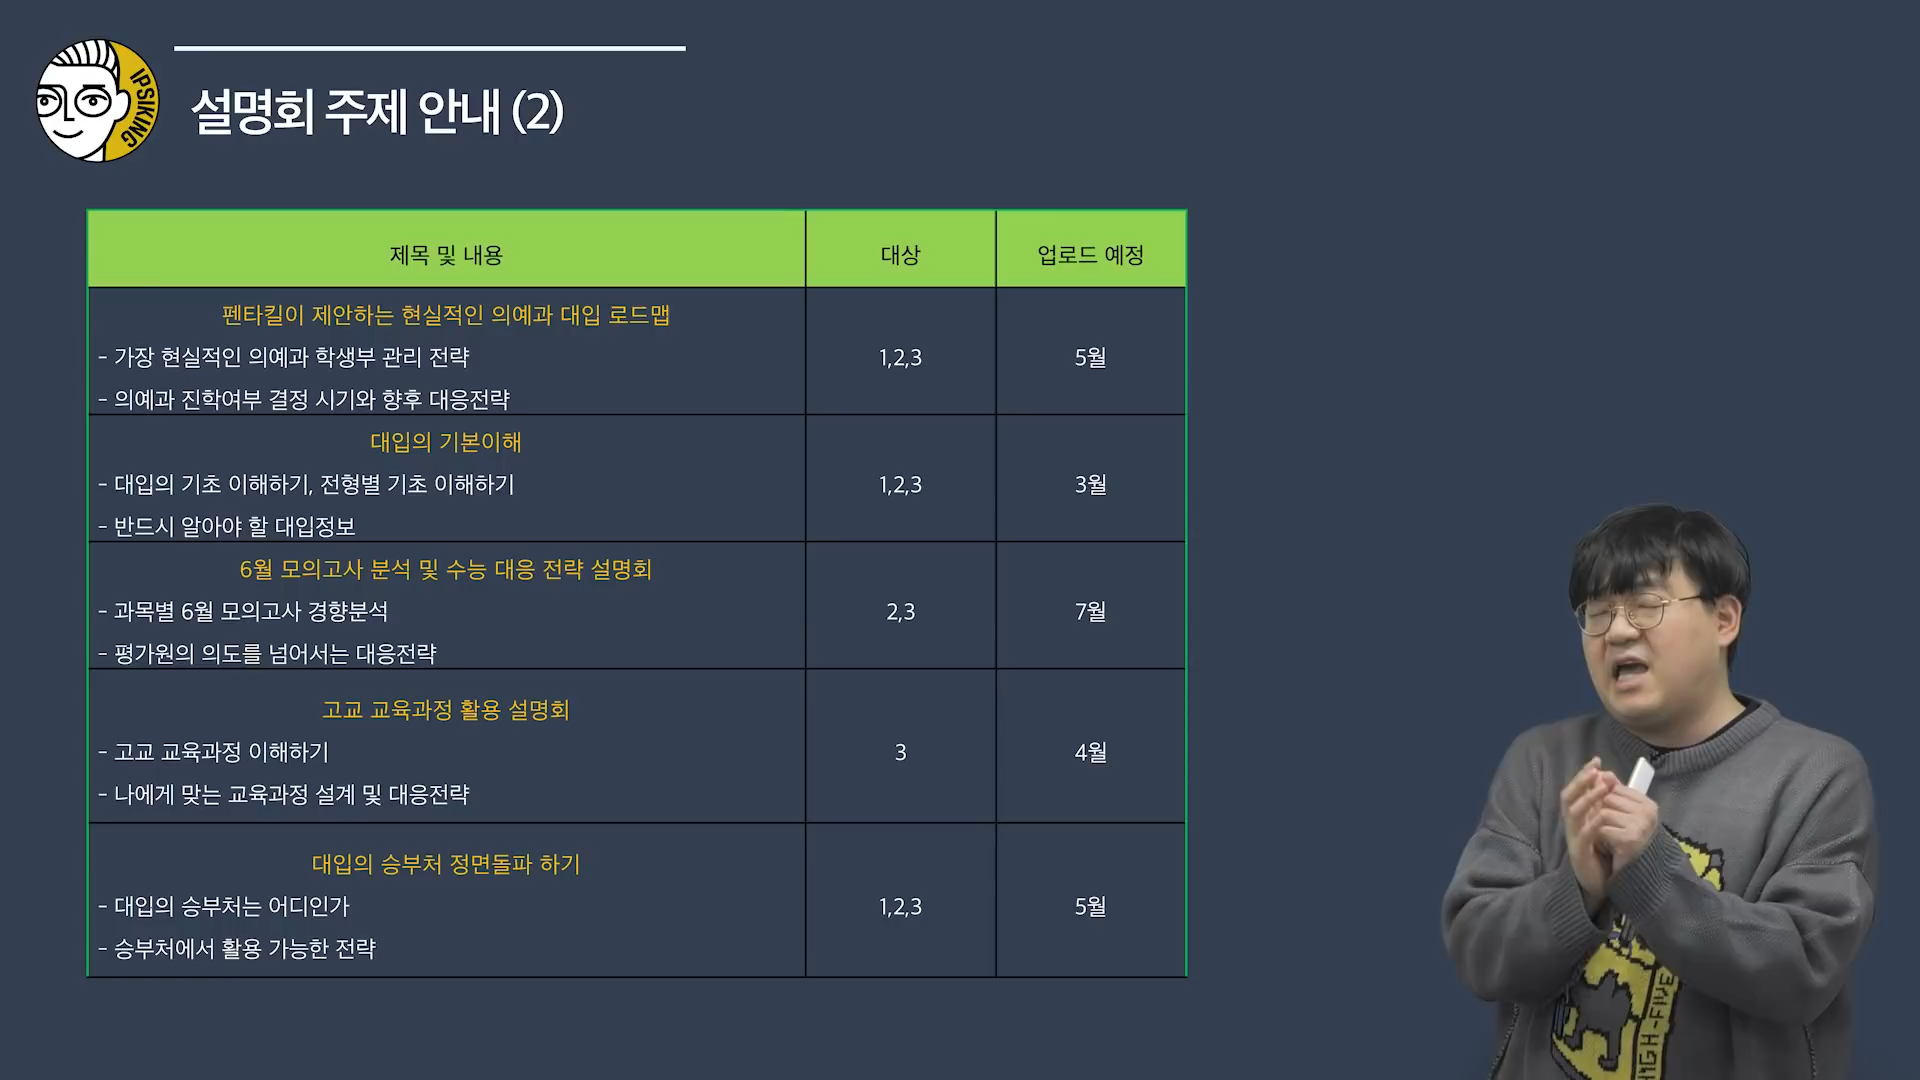 IPSIKING
설명회 주제 안내 (2)
제목 및 내용 대상 업로드 예정
펜타킬이 제안하는 현실적인 의예과 대입 로드맵
- 가장 현실적인 의예과 학생부 관리 전략 1,2,3 5월
- 의예과 진학여부 결정 시기와 향후 대응전략
대입의 기본이해
- 대입의 기초 이해하기, 전형별 기초 이해하기 1,2,3 3월
- 반드시 알아야 할 대입정보
6월 모의고사 분석 및 수능 대응 전략 설명회
- 과목별 6월 모의고사 경향분석 2,3 7월
- 평가원의 의도를 넘어서는 대응전략
고교 교육과정 활용 설명회
- 고교 교육과정 이해하기 3 4월
- 나에게 맞는 교육과정 설계 및 대응전략
대입의 승부처 정면돌파 하기
- 대입의 승부처는 어디인가 1,2,3 5월
- 승부처에서 활용 가능한 전략